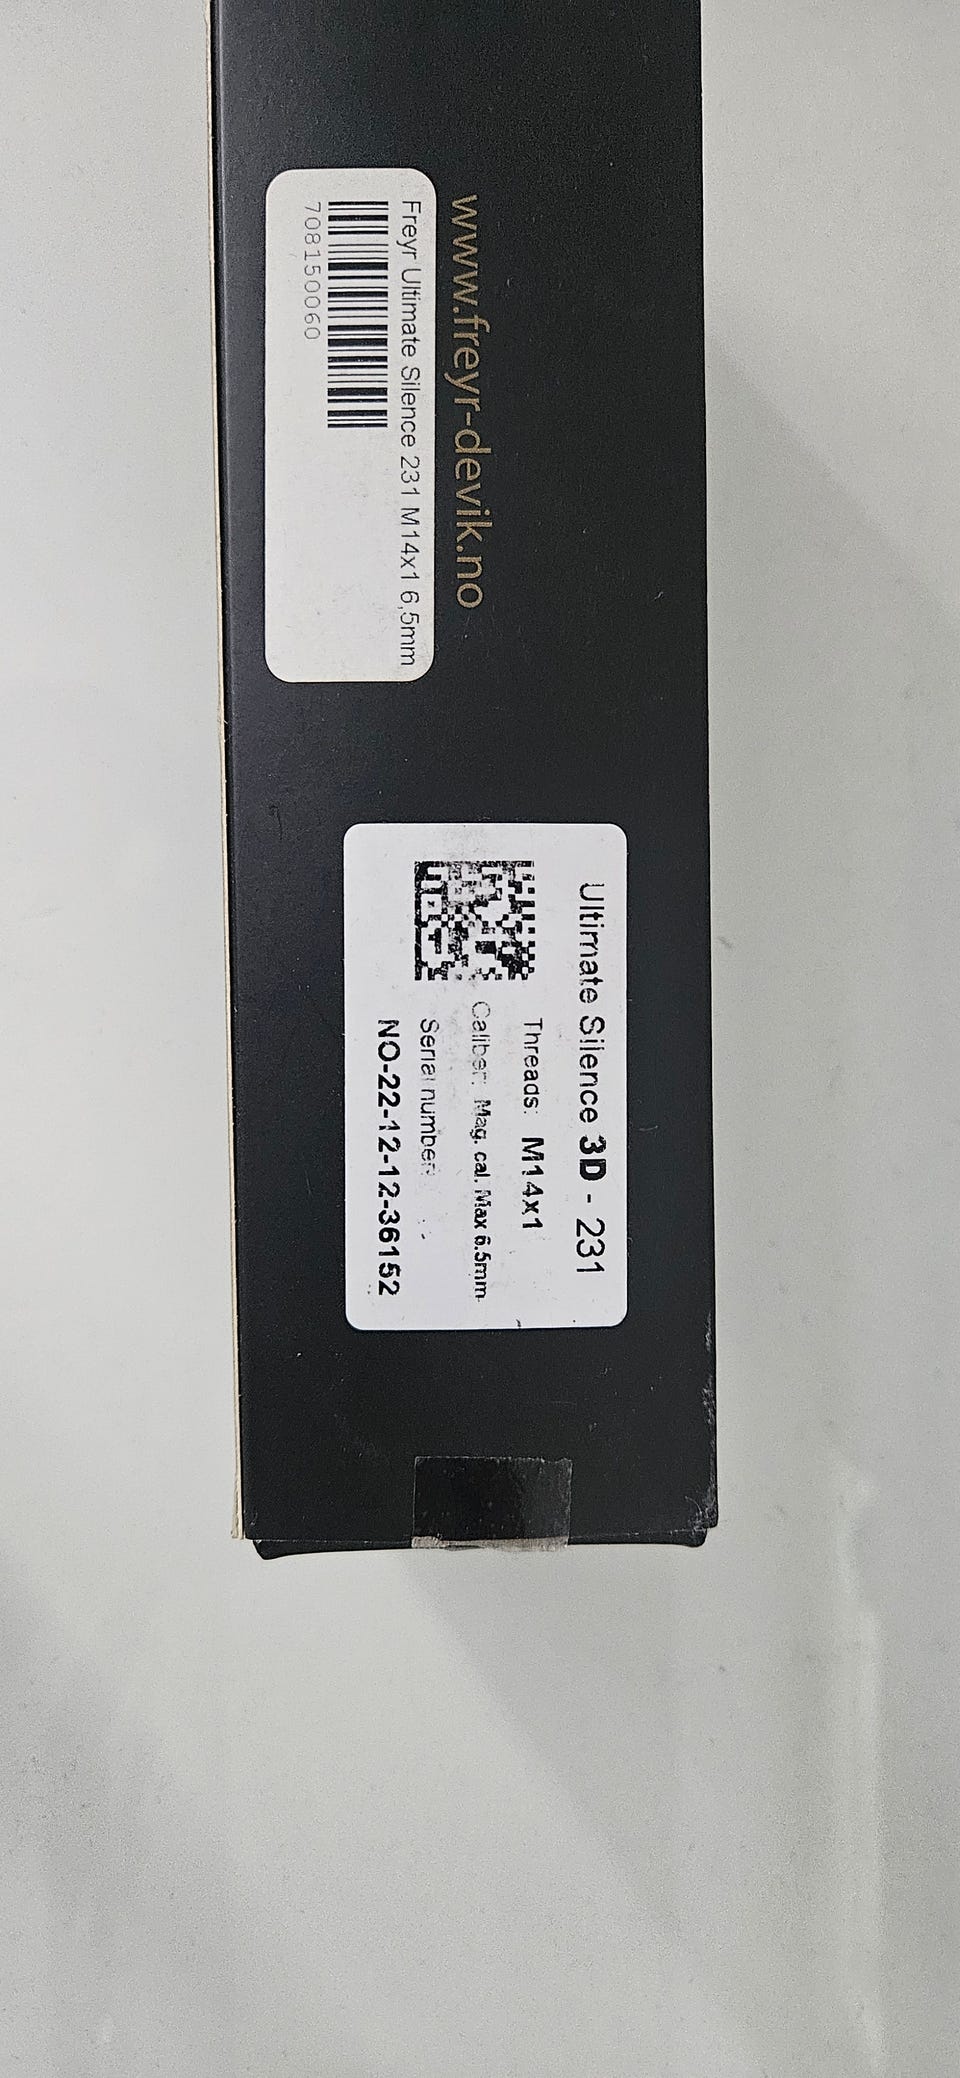 www.freyr-devik.no
Freyr Ultimate Silence 231 M14x1 6,5mm
708150060
Ultimate Silence 3D - 231
Threads: M14x1
Caliber: Mag. cal. Max 6.5mm
Serial number:
NO-22-12-12-36152